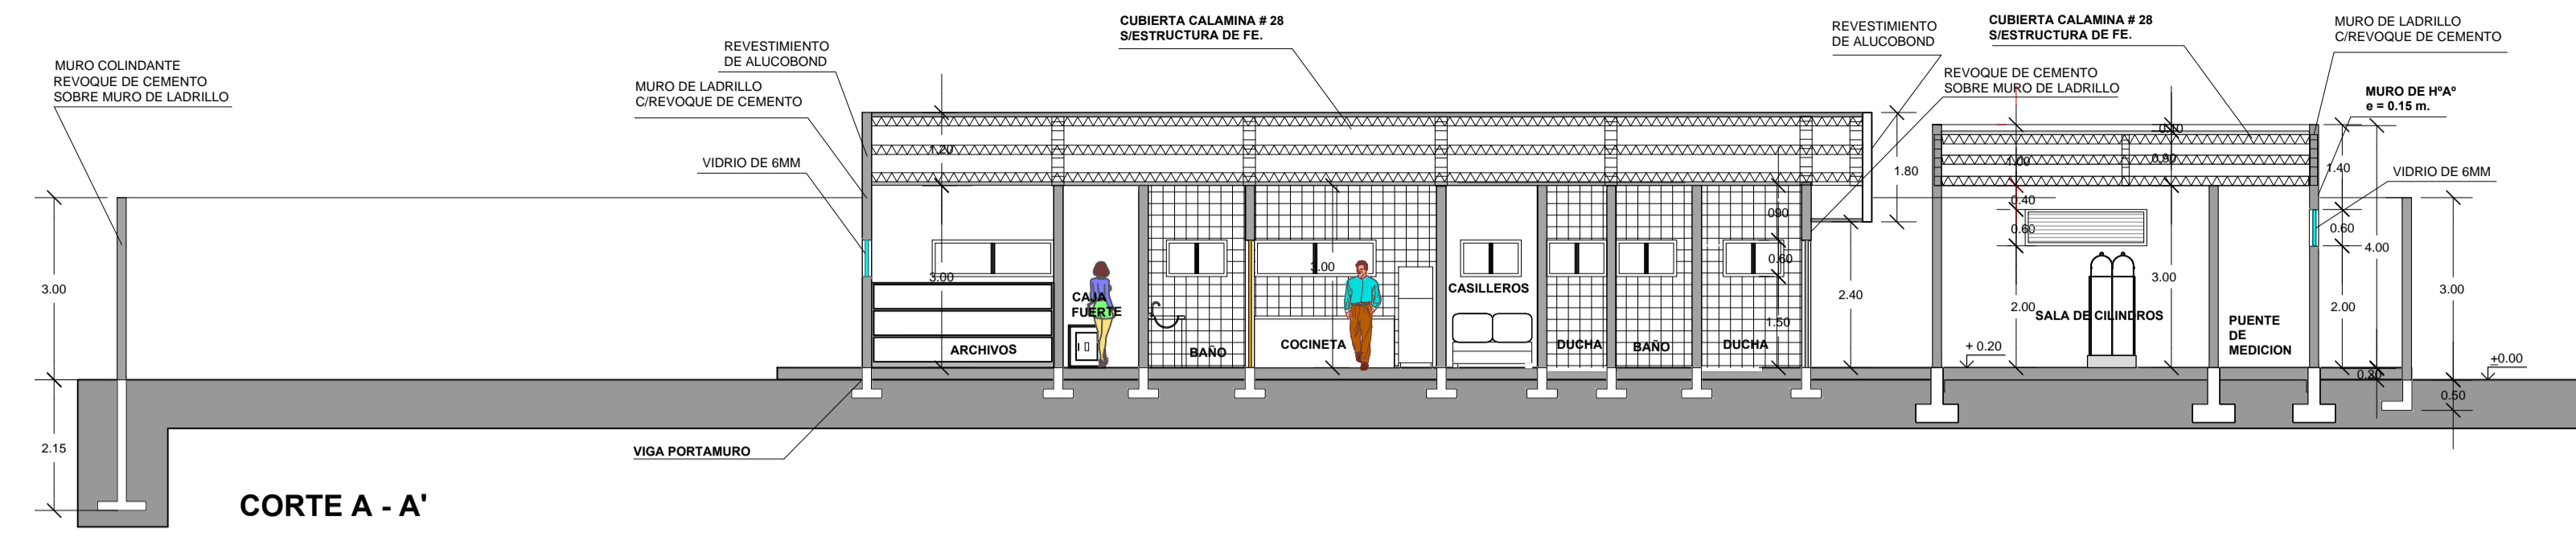 CUBIERTA CALAMINA # 28
S/ESTRUCTURA DE FE.
REVESTIMIENTO
DE ALUCOBOND
CUBIERTA CALAMINA # 28
S/ESTRUCTURA DE FE.
MURO DE LADRILLO
C/REVOQUE DE CEMENTO
REVESTIMIENTO
DE ALUCOBOND
MURO COLINDANTE
REVOQUE DE CEMENTO
SOBRE MURO DE LADRILLO
MURO DE LADRILLO
C/REVOQUE DE CEMENTO
REVOQUE DE CEMENTO
SOBRE MURO DE LADRILLO
MURO DE HºAº
e = 0.15 m.
VIDRIO DE 6MM
VIDRIO DE 6MM
1.20
1.80
1.00
0.90
1.40
0.40
0.60
0.60
4.00
090
0.60
1.50
2.40
3.00
3.00
3.00
3.00
2.00
2.00
3.00
CAJA
FUERTE
CASILLEROS
ARCHIVOS
BAÑO
COCINETA
DUCHA
BAÑO
DUCHA
SALA DE CILINDROS
PUENTE
DE
MEDICION
+ 0.20
±0.00
0.20
0.50
2.15
VIGA PORTAMURO
CORTE A - A'